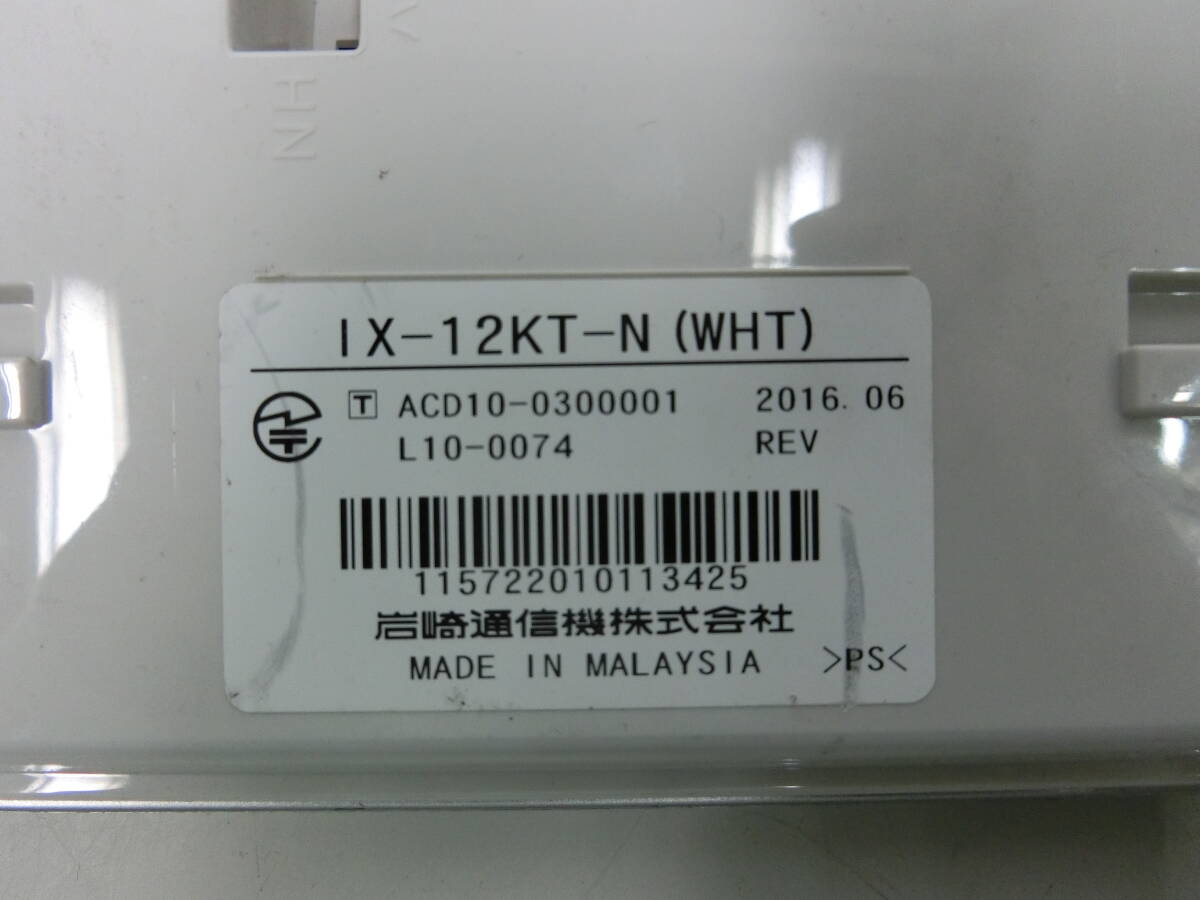 NH
IX-12KT-N (WHT)
T ACD10-0300001 2016.06
L10-0074 REV
115722010113425
岩崎通信機株式会社
MADE IN MALAYSIA >PS<